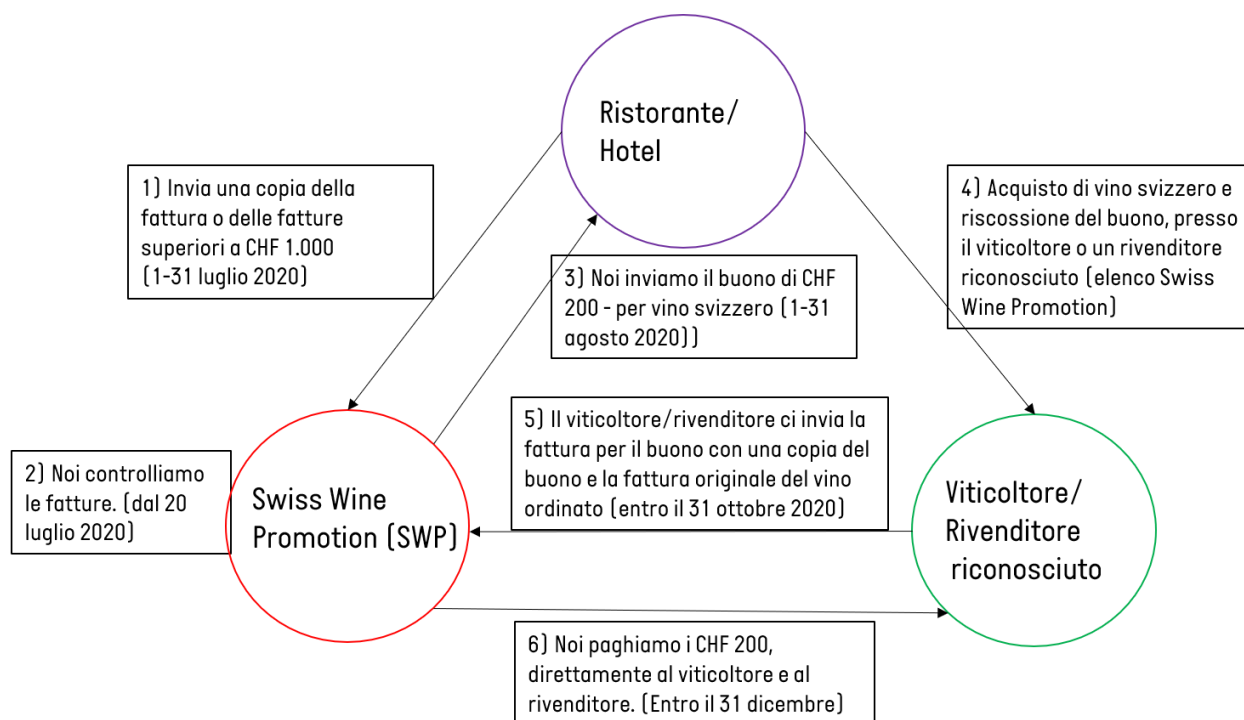 Ristorante/
Hotel
1) Invia una copia della
fattura o delle fatture
superiori a CHF 1.000
(1-31 luglio 2020)
4) Acquisto di vino svizzero e
riscossione del buono, presso
il viticoltore o un rivenditore
riconosciuto (elenco Swiss
Wine Promotion)
3) Noi inviamo il buono di CHF
200 - per vino svizzero (1-31
agosto 2020))
5) Il viticoltore/rivenditore ci invia la
fattura per il buono con una copia del
buono e la fattura originale del vino
ordinato (entro il 31 ottobre 2020)
2) Noi controlliamo
le fatture. (dal 20
luglio 2020)
Swiss Wine
Promotion (SWP)
Viticoltore/
Rivenditore
riconosciuto
6) Noi paghiamo i CHF 200,
direttamente al viticoltore e al
rivenditore. (Entro il 31 dicembre)